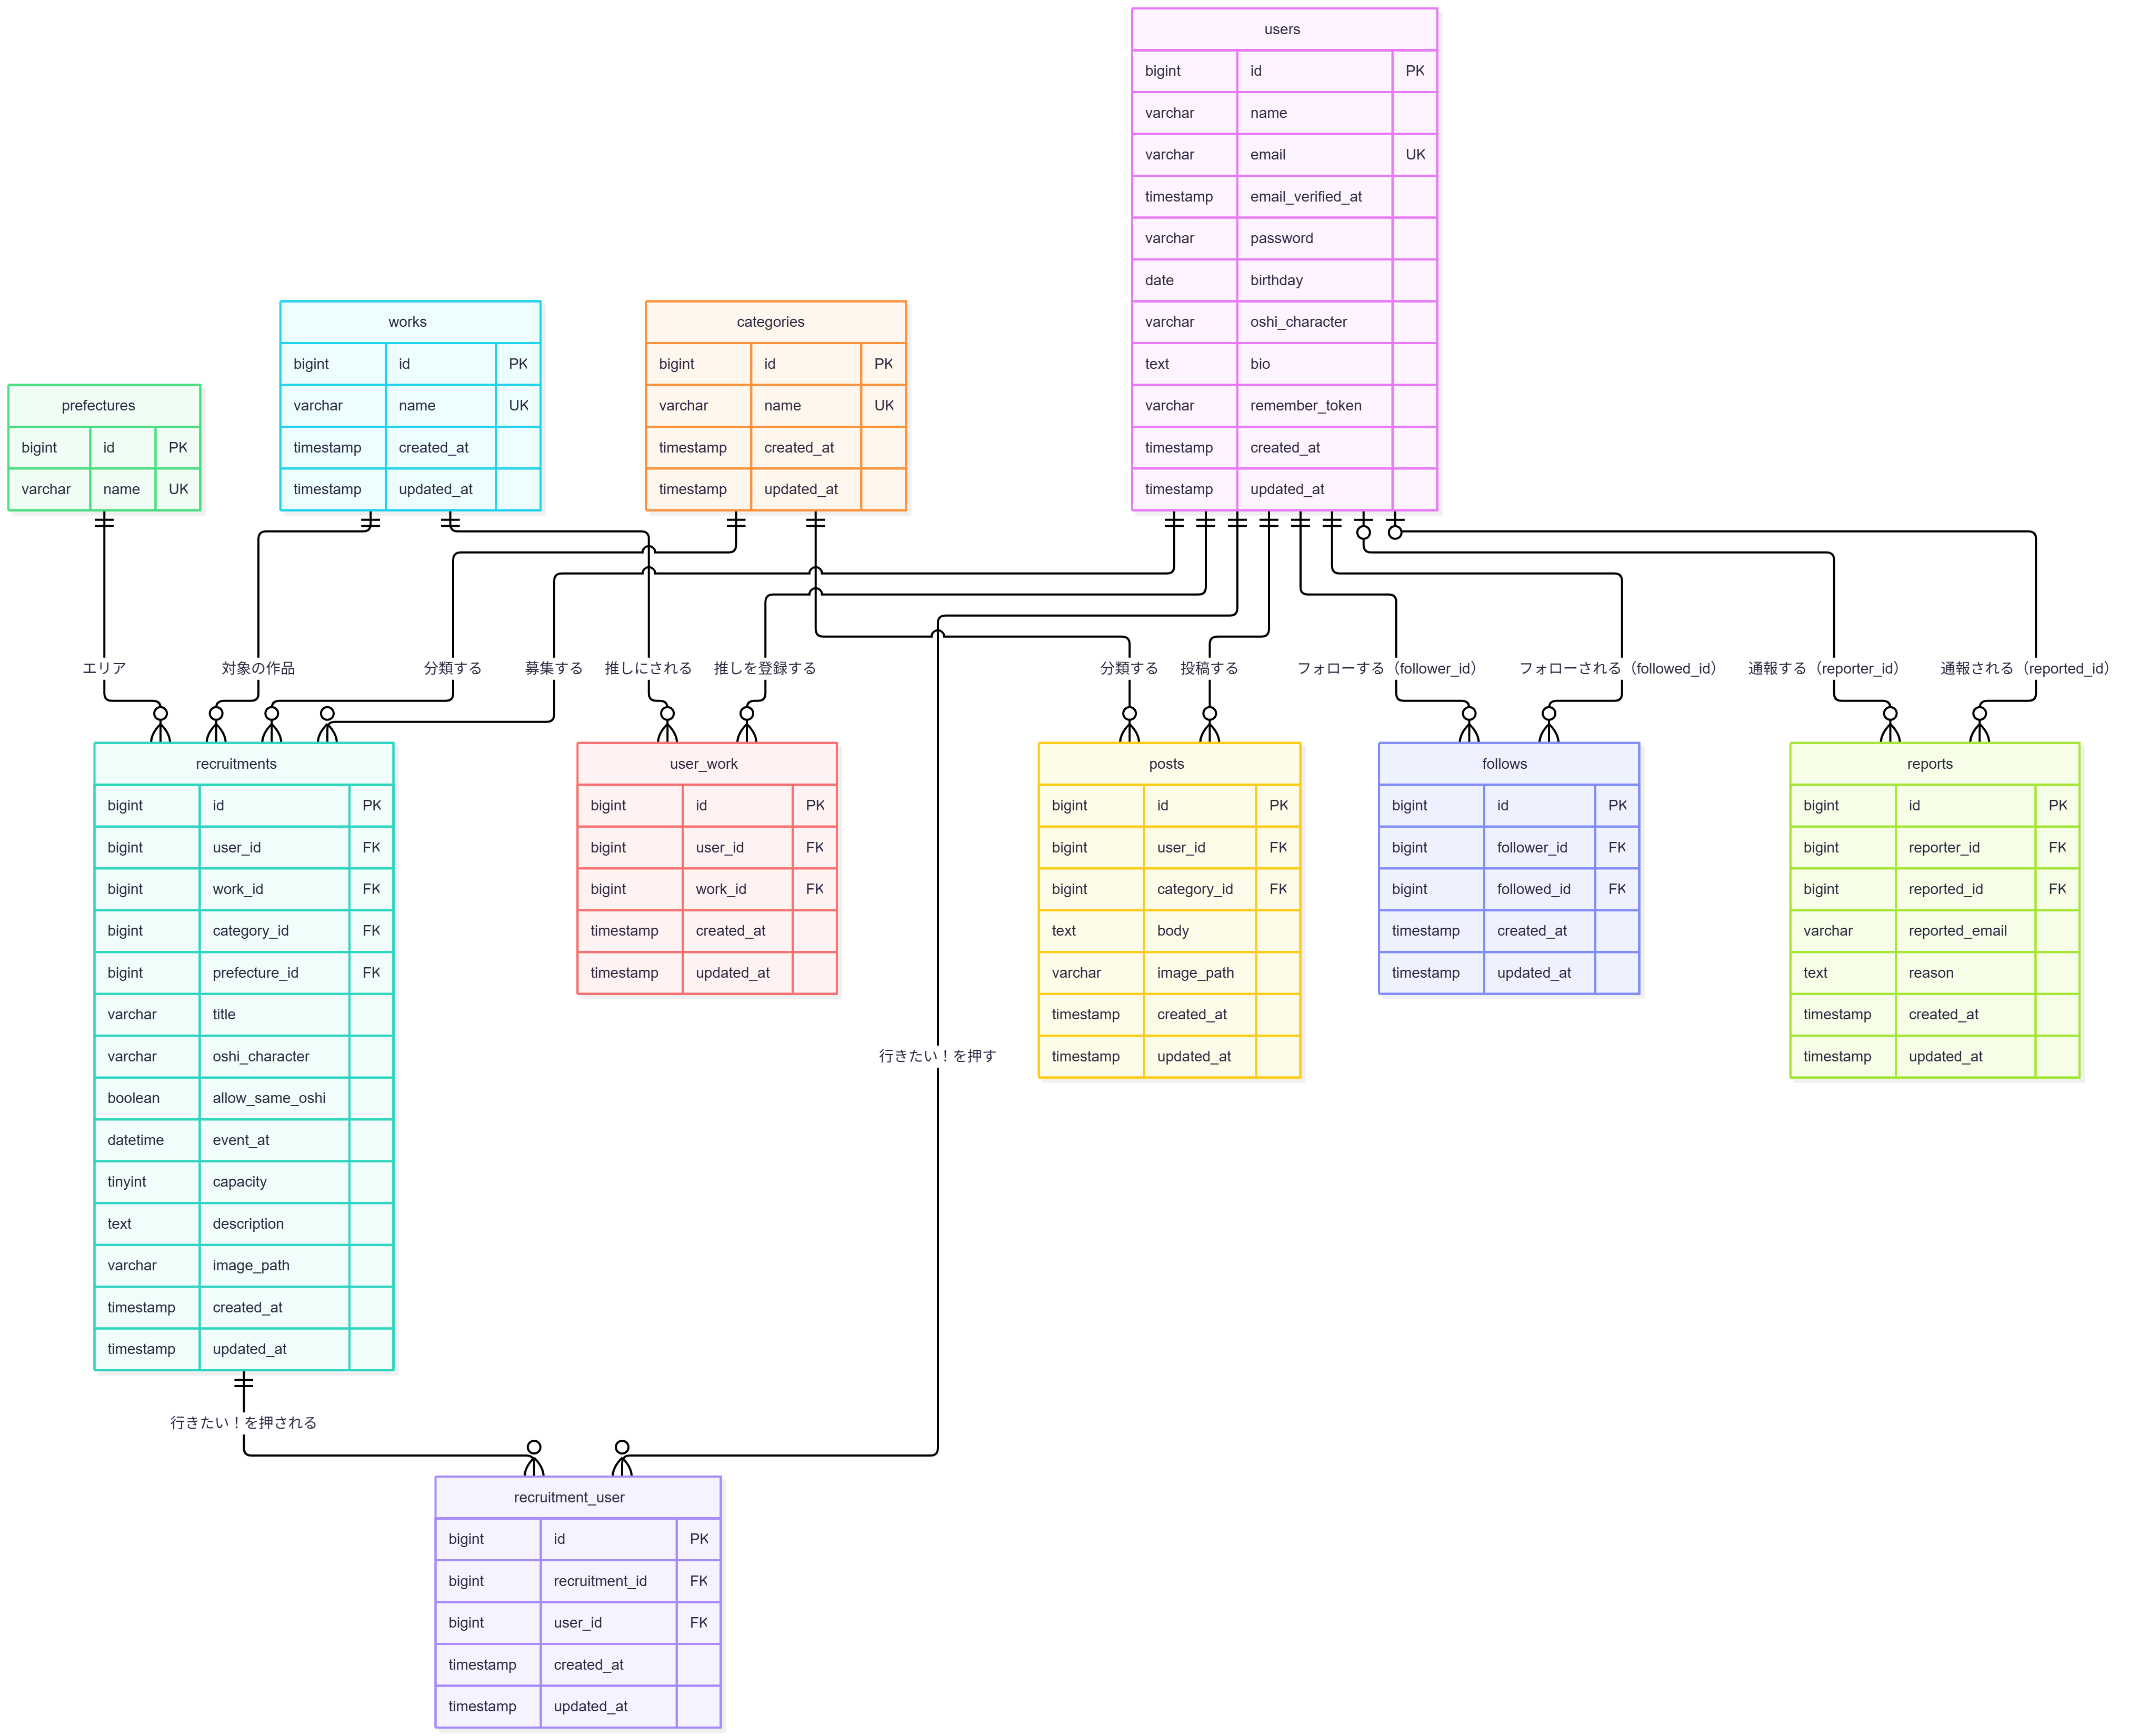 users
bigint id PK
varchar name
varchar email UK
timestamp email_verified_at
varchar password
date birthday
varchar oshi_character
text bio
varchar remember_token
timestamp created_at
timestamp updated_at
works
bigint id PK
varchar name UK
timestamp created_at
timestamp updated_at
categories
bigint id PK
varchar name UK
timestamp created_at
timestamp updated_at
prefectures
bigint id PK
varchar name UK
エリア
対象の作品
分類する
募集する
推しにされる
推しを登録する
分類する
投稿する
フォローする（follower_id）
フォローされる（followed_id）
通報する（reporter_id）
通報される（reported_id）
recruitments
bigint id PK
bigint user_id FK
bigint work_id FK
bigint category_id FK
bigint prefecture_id FK
varchar title
varchar oshi_character
boolean allow_same_oshi
datetime event_at
tinyint capacity
text description
varchar image_path
timestamp created_at
timestamp updated_at
user_work
bigint id PK
bigint user_id FK
bigint work_id FK
timestamp created_at
timestamp updated_at
posts
bigint id PK
bigint user_id FK
bigint category_id FK
text body
varchar image_path
timestamp created_at
timestamp updated_at
follows
bigint id PK
bigint follower_id FK
bigint followed_id FK
timestamp created_at
timestamp updated_at
reports
bigint id PK
bigint reporter_id FK
bigint reported_id FK
varchar reported_email
text reason
timestamp created_at
timestamp updated_at
行きたい！を押す
行きたい！を押される
recruitment_user
bigint id PK
bigint recruitment_id FK
bigint user_id FK
timestamp created_at
timestamp updated_at